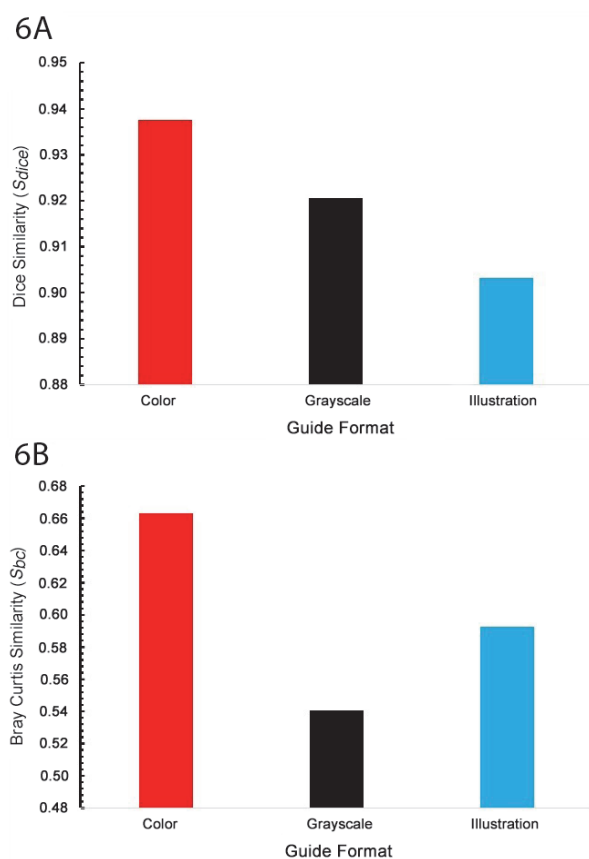 6A
0.95
0.94
0.93
0.92
0.91
0.90
0.89
0.88
Dice Similarity (Sdice)
Color Grayscale Illustration
Guide Format
6B
0.68
0.66
0.64
0.62
0.60
0.58
0.56
0.54
0.52
0.50
0.48
Bray Curtis Similarity (Sbc)
Color Grayscale Illustration
Guide Format